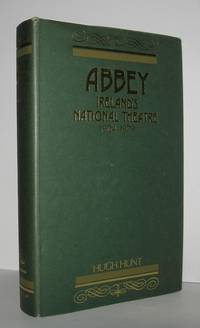 ABBEY
IRELAND'S
NATIONAL THEATRE
HUGH HUNT